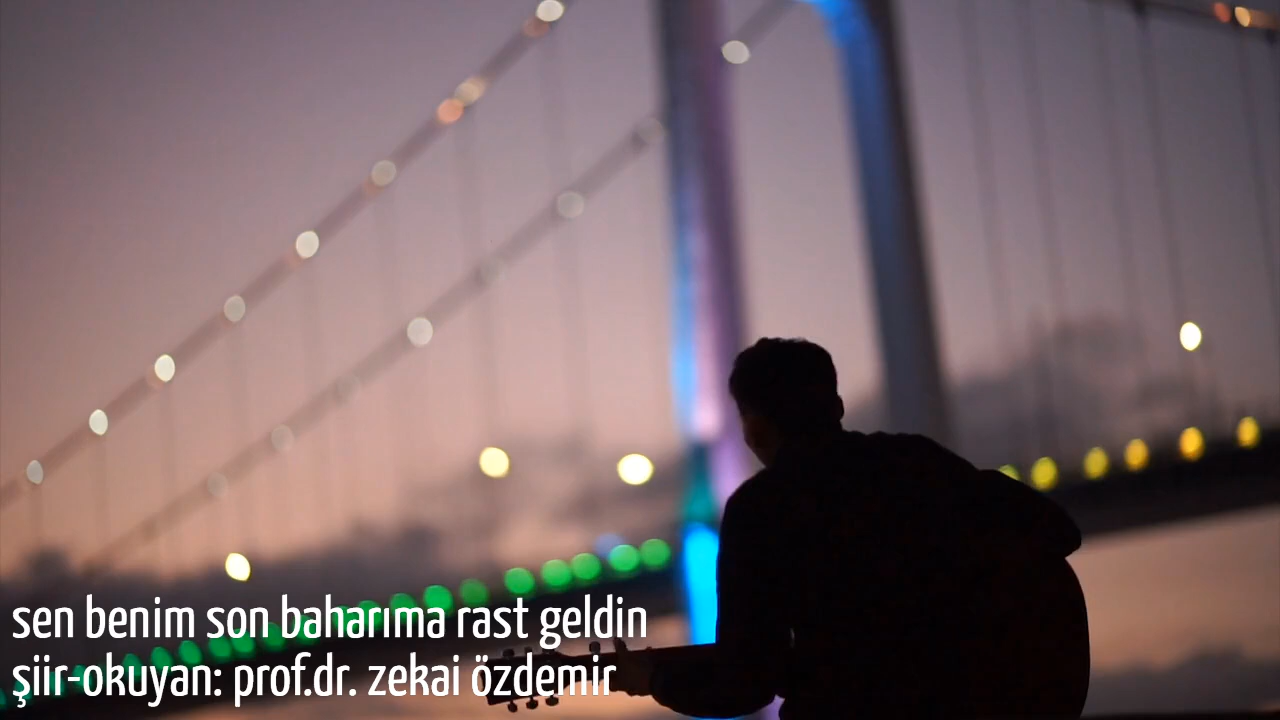 sen benim son baharıma rast geldin
şiir-okuyan: prof.dr. zekai özdemir